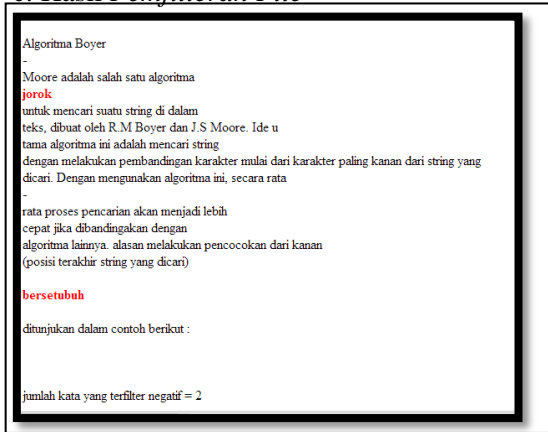 Algoritma Boyer
-
Moore adalah salah satu algoritma
jorok
untuk mencari suatu string di dalam
teks, dibuat oleh R.M Boyer dan J.S Moore. Ide u
tama algoritma ini adalah mencari string
dengan melakukan pembandingan karakter mulai dari karakter paling kanan dari string yang
dicari. Dengan mengunakan algoritma ini, secara rata
-
rata proses pencarian akan menjadi lebih
cepat jika dibandingakan dengan
algoritma lainnya. alasan melakukan pencocokan dari kanan
(posisi terakhir string yang dicari)
bersetubuh
ditunjukan dalam contoh berikut :
jumlah kata yang terfilter negatif = 2